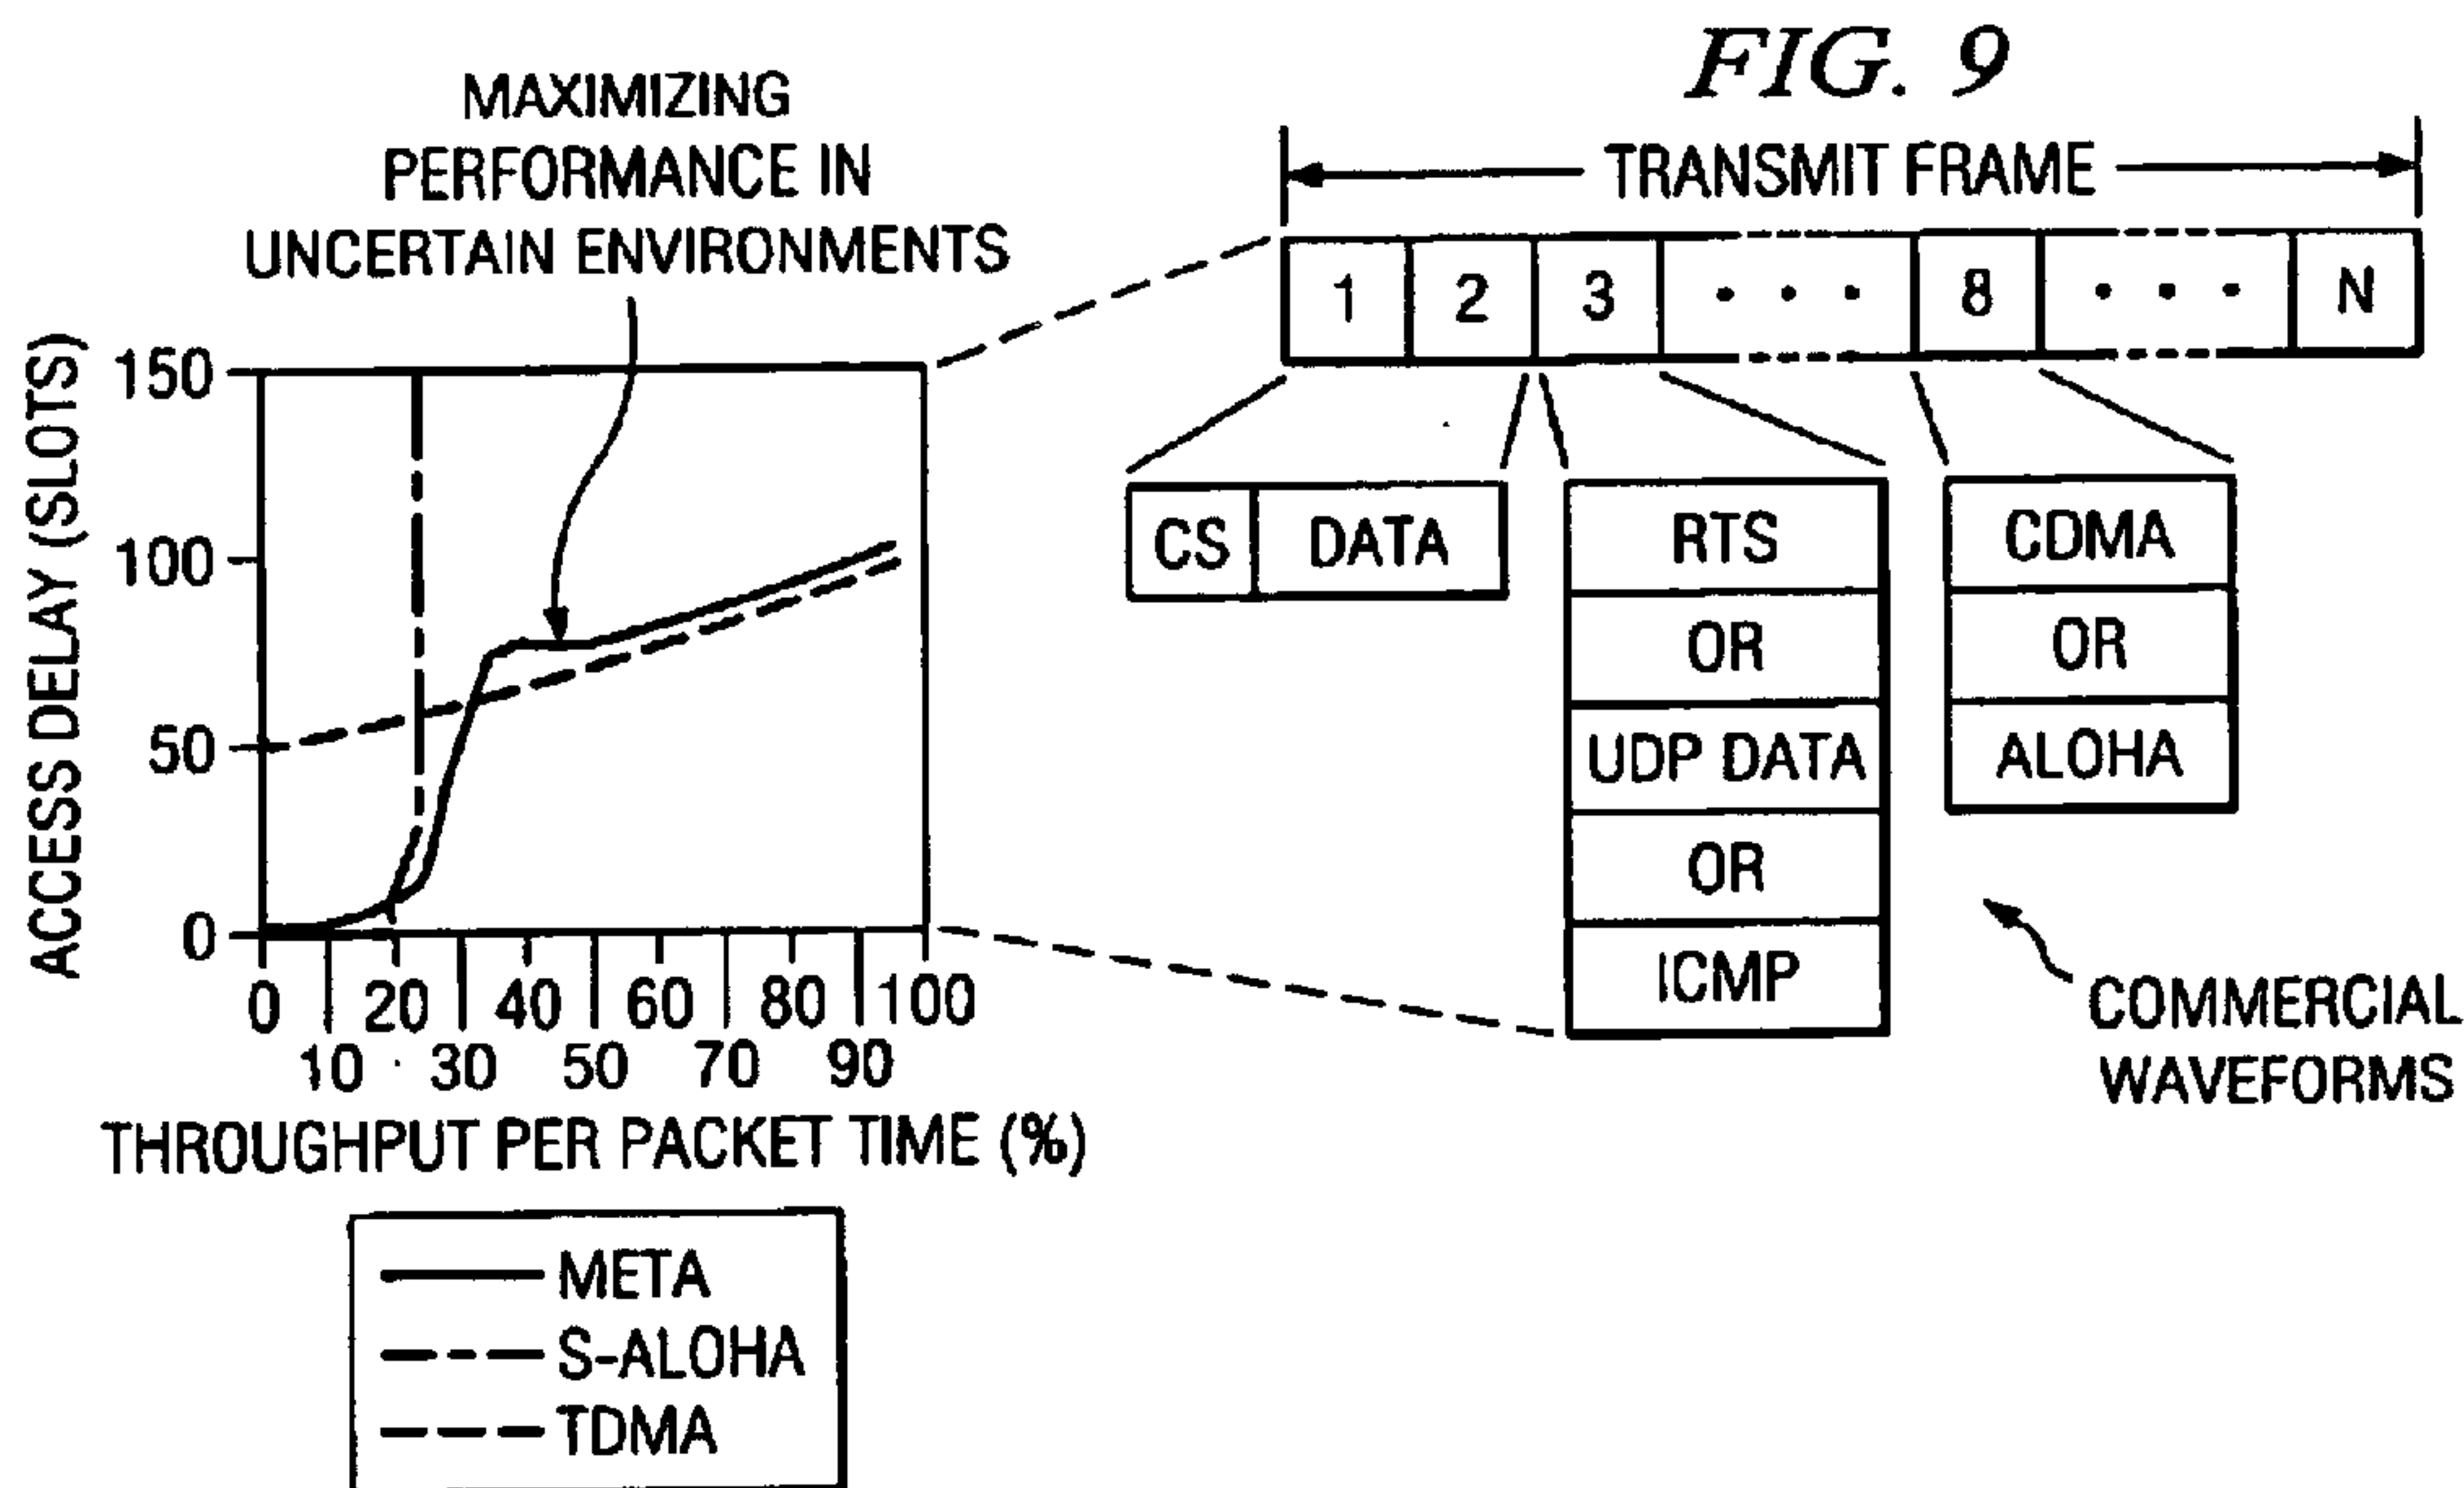 FIG. 9
MAXIMIZING
PERFORMANCE IN
UNCERTAIN ENVIRONMENTS
TRANSMIT FRAME
1 2 3 • • • 8 • • • N
ACCESS DELAY (SLOTS)
150
100
50
0
0 20 40 60 80 100
10 30 50 70 90
THROUGHPUT PER PACKET TIME (%)
META
S-ALOHA
TDMA
CS DATA
RTS
OR
UDP DATA
OR
ICMP
CDMA
OR
ALOHA
COMMERCIAL
WAVEFORMS